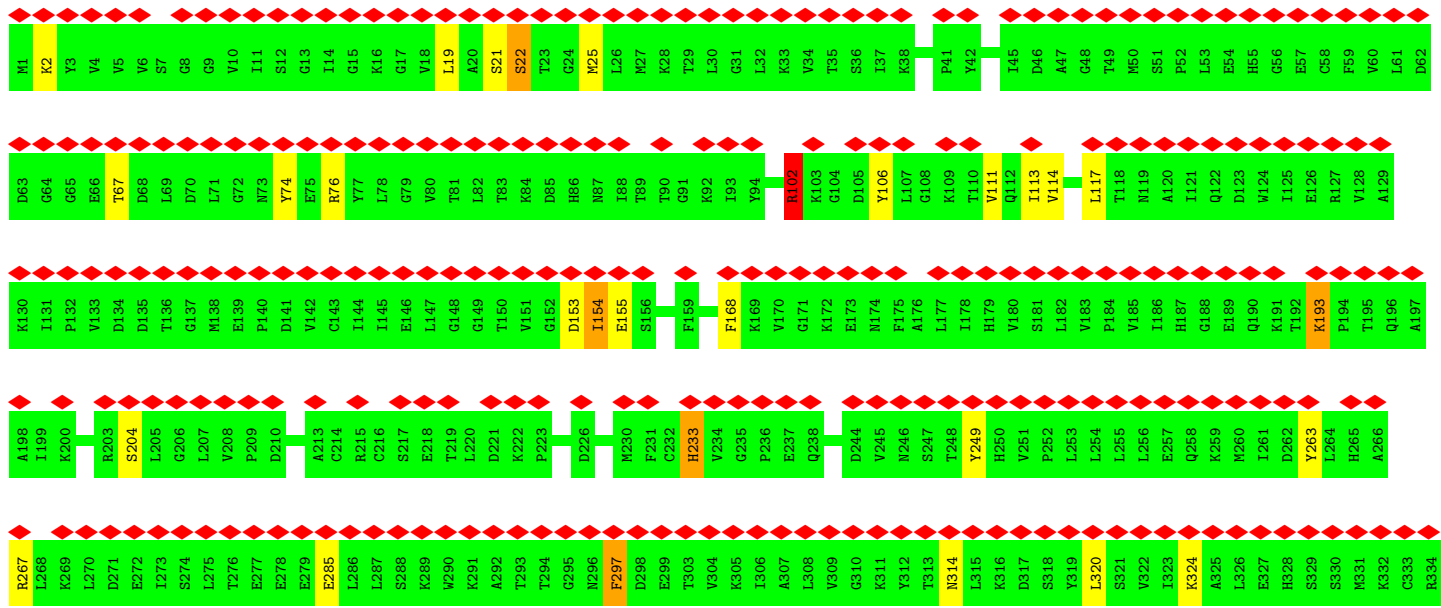 M1 K2 Y3 V4 V5 V6 S7 G8 G9 V10 I11 S12 G13 I14 G15 K16 G17 V18 L19 A20 S21 S22 T23 G24 M25 L26 M27 K28 T29 L30 G31 L32 K33 V34 T35 S36 I37 K38 P41 Y42 I45 D46 A47 G48 T49 M50 S51 P52 L53 E54 H55 G56 E57 C58 F59 V60 L61 D62
D63 G64 G65 E66 T67 D68 L69 D70 L71 G72 N73 Y74 E75 R76 Y77 L78 G79 V80 T81 L82 T83 K84 D85 H86 N87 I88 T89 T90 G91 K92 I93 Y94 R102 K103 G104 D105 Y106 L107 G108 K109 T110 V111 Q112 I113 V114 L117 T118 N119 A120 I121 Q122 D123 W124 I125 E126 R127 V128 A129
K130 I131 P132 V133 D134 D135 T136 G137 M138 E139 P140 D141 V142 C143 I144 I145 E146 L147 G148 G149 T150 V151 G152 D153 I154 E155 S156 F159 F168 K169 V170 G171 K172 E173 N174 F175 A176 L177 I178 H179 V180 S181 L182 V183 P184 V185 I186 H187 G188 E189 Q190 K191 T192 K193 P194 T195 Q196 A197
A198 I199 K200 R203 S204 L205 G206 L207 V208 P209 D210 A213 C214 R215 C216 S217 E218 T219 L220 D221 K222 P223 D226 M230 F231 C232 H233 V234 G235 P236 E237 Q238 D244 V245 N246 S247 T248 Y249 H250 V251 P252 L253 L254 L255 L256 E257 Q258 K259 M260 I261 D262 Y263 L264 H265 A266
R267 L268 K269 L270 D271 E272 I273 S274 L275 T276 E277 E278 E279 E285 L286 L287 S288 K289 W290 K291 A292 T293 T294 G295 N296 F297 D298 E299 T303 V304 K305 I306 A307 L308 V309 G310 K311 Y312 T313 N314 L315 K316 D317 S318 Y319 L320 S321 V322 I323 K324 A325 L326 E327 H328 S329 S330 M331 K332 C333 R334